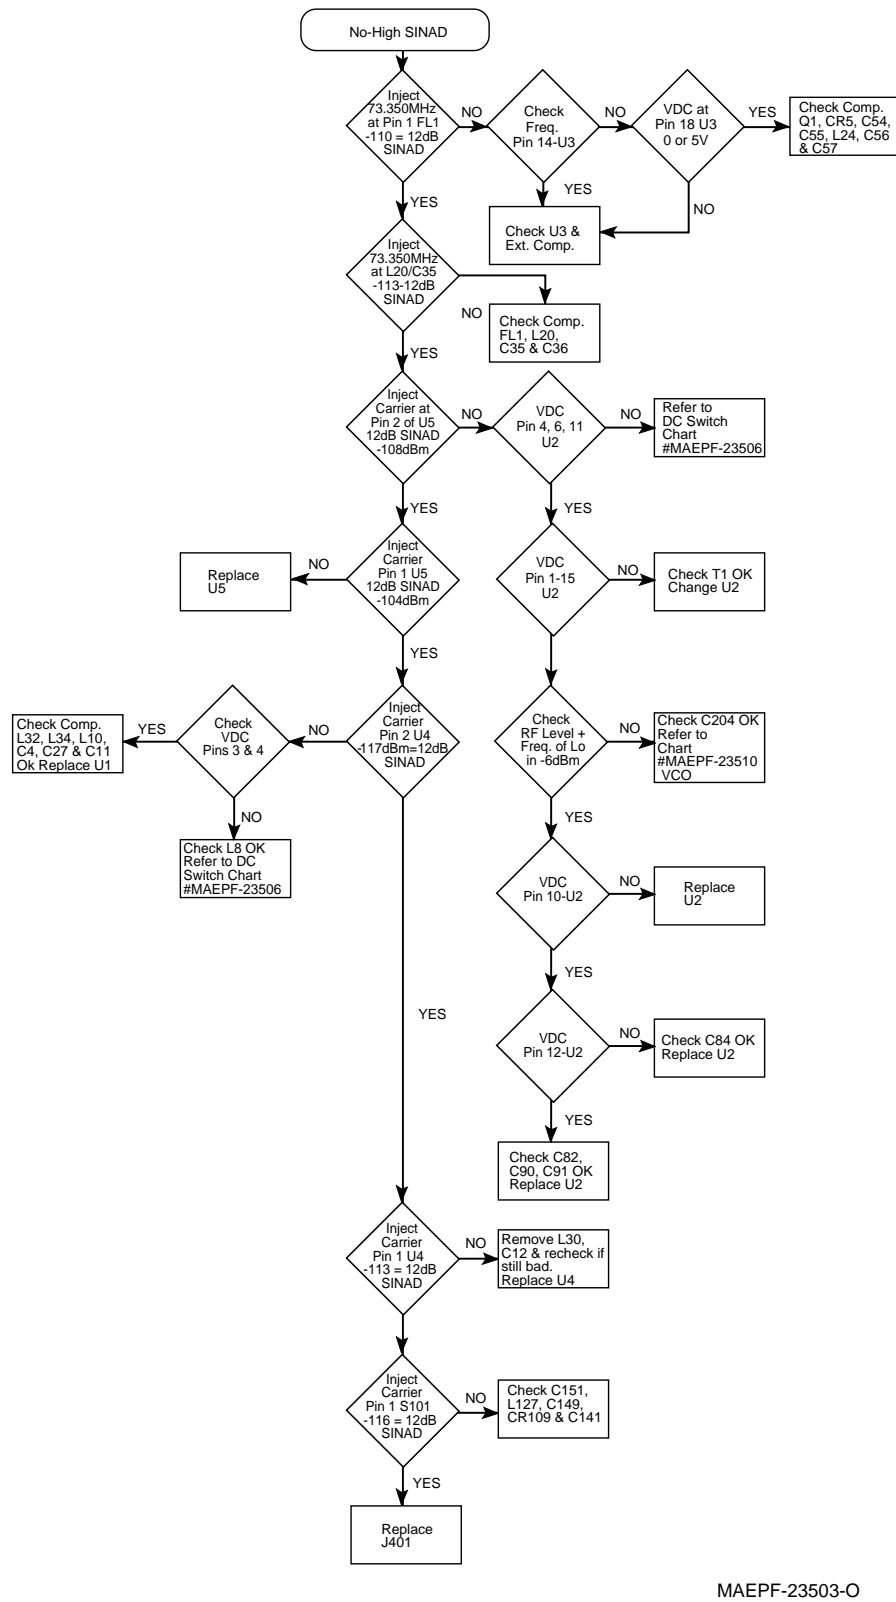 No-High SINAD
Inject
73.350MHz
at Pin 1 FL1
-110 = 12dB
SINAD
NO
Check
Freq.
Pin 14-U3
NO
VDC at
Pin 18 U3
0 or 5V
YES
Check Comp.
Q1, CR5, C54,
C55, L24, C56
& C57
YES
YES
NO
Check U3 &
Ext. Comp.
Inject
73.350MHz
at L20/C35
-113-12dB
SINAD
NO
Check Comp.
FL1, L20,
C35 & C36
YES
Inject
Carrier at
Pin 2 of U5
12dB SINAD
-108dBm
NO
VDC
Pin 4, 6, 11
U2
NO
Refer to
DC Switch
Chart
#MAEPF-23506
YES
YES
Replace
U5
NO
Inject
Carrier
Pin 1 U5
12dB SINAD
-104dBm
VDC
Pin 1-15
U2
NO
Check T1 OK
Change U2
YES
Check Comp.
L32, L34, L10,
C4, C27 & C11
Ok Replace U1
YES
Check
VDC
Pins 3 & 4
NO
Inject
Carrier
Pin 2 U4
-117dBm=12dB
SINAD
Check
RF Level +
Freq. of Lo
in -6dBm
NO
Check C204 OK
Refer to
Chart
#MAEPF-23510
VCO
NO
YES
Check L8 OK
Refer to DC
Switch Chart
#MAEPF-23506
VDC
Pin 10-U2
NO
Replace
U2
YES
YES
VDC
Pin 12-U2
NO
Check C84 OK
Replace U2
YES
Check C82,
C90, C91 OK
Replace U2
Inject
Carrier
Pin 1 U4
-113 = 12dB
SINAD
NO
Remove L30,
C12 & recheck if
still bad.
Replace U4
Inject
Carrier
Pin 1 S101
-116 = 12dB
SINAD
NO
Check C151,
L127, C149,
CR109 & C141
YES
Replace
J401
MAEPF-23503-O